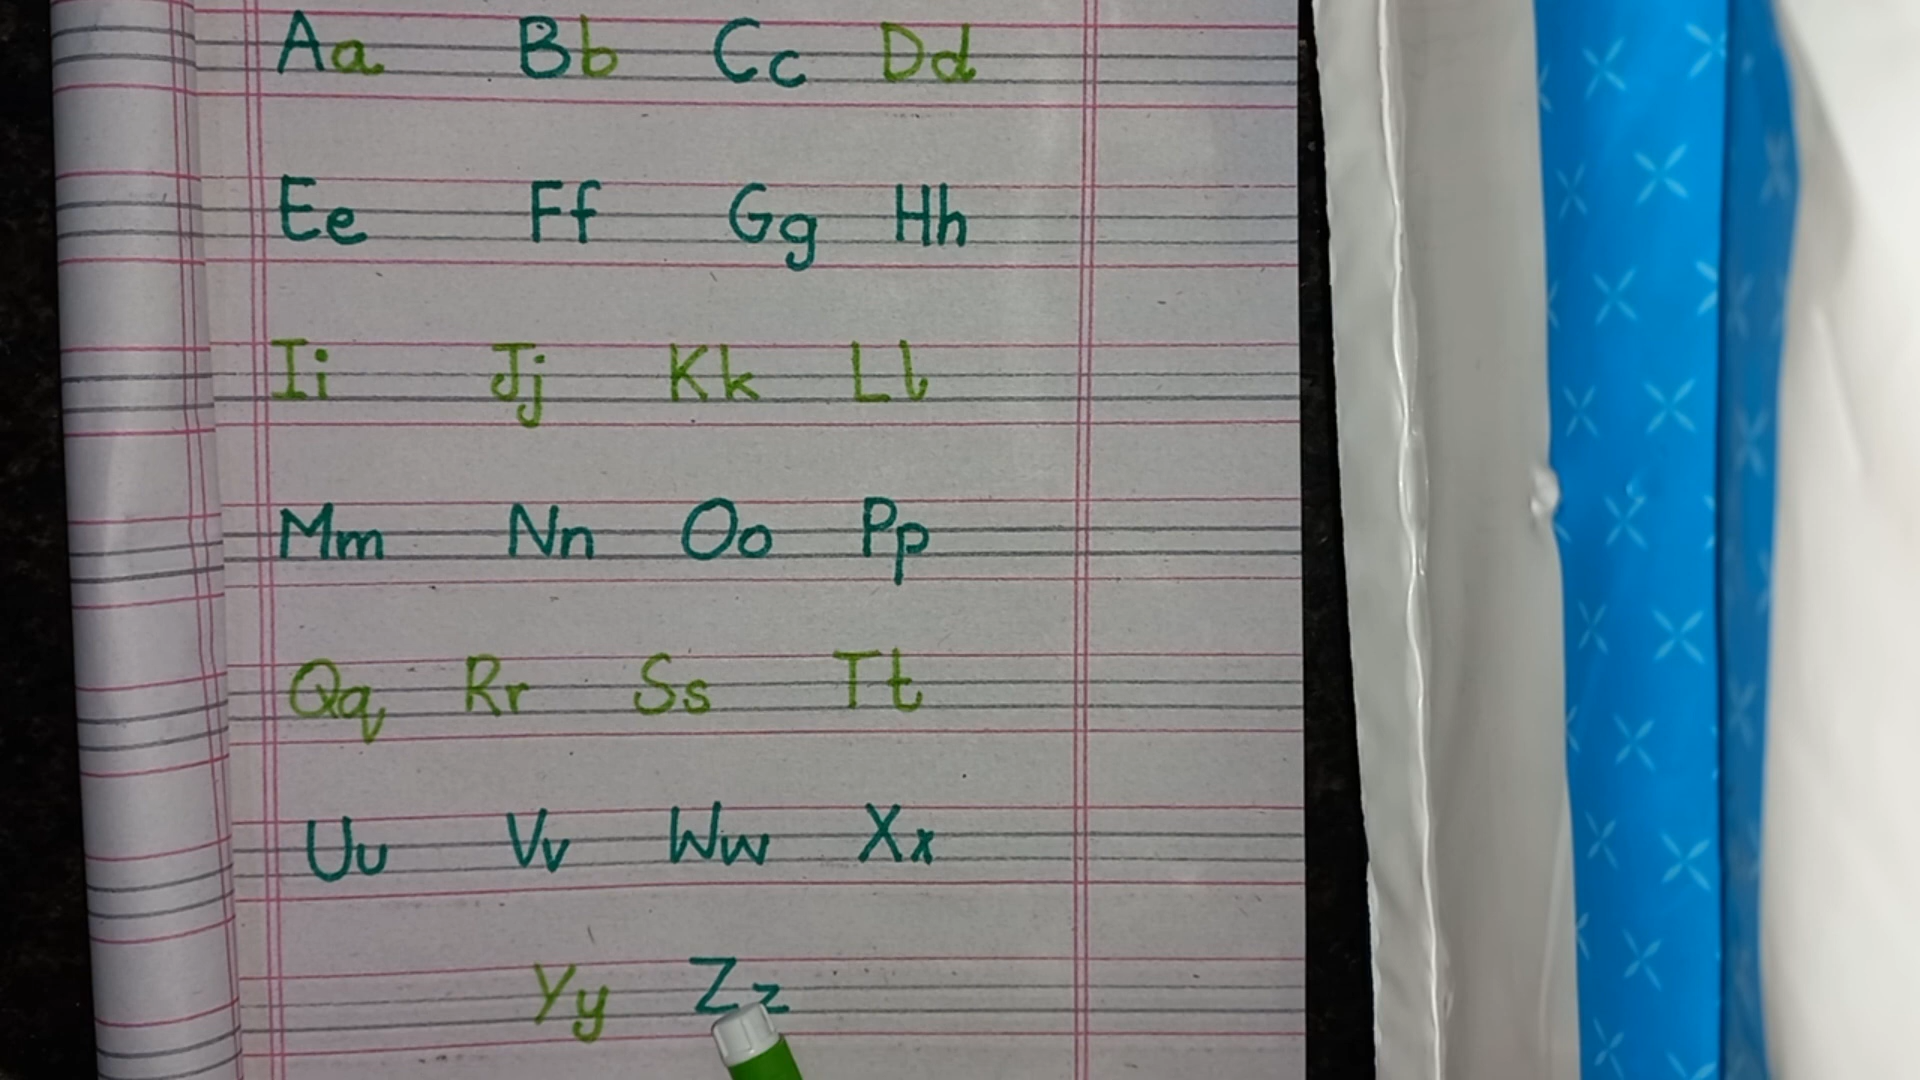 Aa Bb Cc Dd
Ee Ff Gg Hh
Ii Jj Kk Ll
Mm Nn Oo Pp
Qq Rr Ss Tt
Uu Vv Ww Xx
Yy Zz